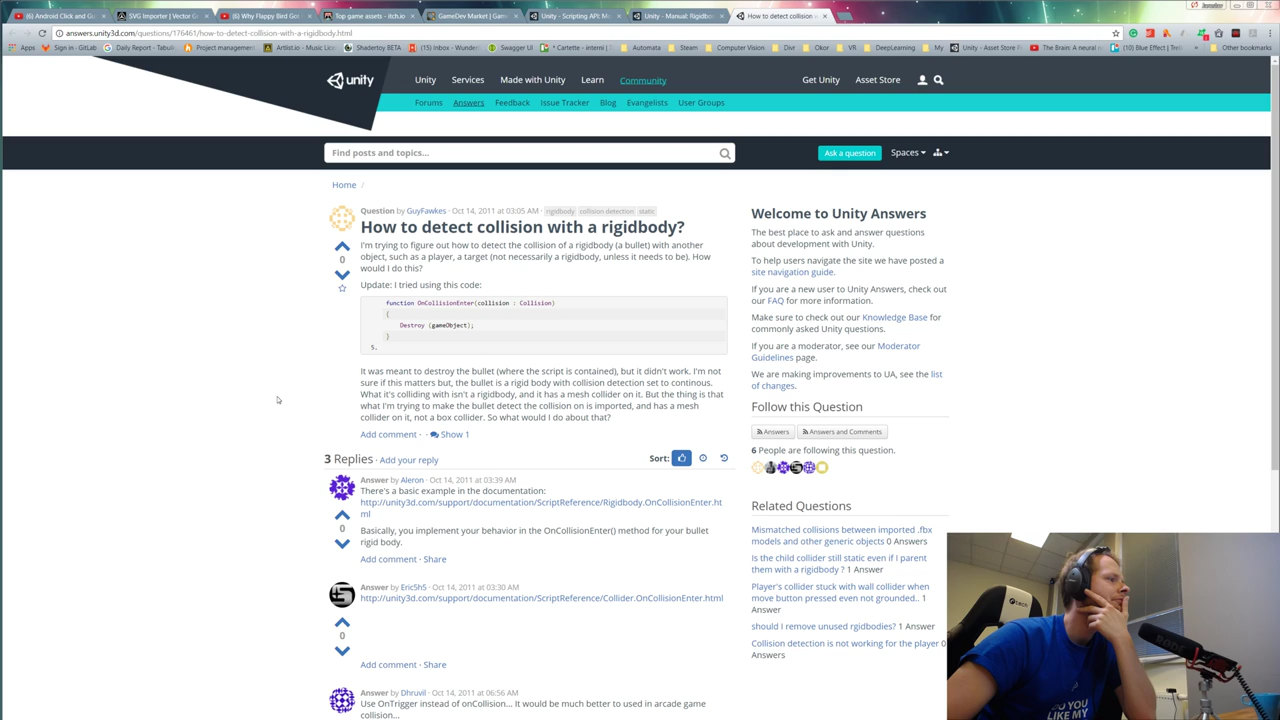 (6) Android Click and Gu
SVG Importer | Vector G
(6) Why Flappy Bird Got
Top game assets - itch.io
GameDev Market | Game
Unity - Scripting API: M
Unity - Manual: Rigidbo
How to detect collision
answers.unity3d.com/questions/176461/how-to-detect-collision-with-a-rigidbody.html
Apps
Sign in · GitLab
Daily Report - Tabule
Project management
Artlist.io - Music Lice
Shadertoy BETA
(15) Inbox - Wunder
Swagger UI
* Cartette - interni
Automata
Steam
Computer Vision
Divr
Okor
VR
DeepLearning
My
Unity - Asset Store P
The Brain: A neural n
(10) Blue Effect | Trel
Other bookmarks
unity
Unity
Services
Made with Unity
Learn
Community
Get Unity
Asset Store
Forums
Answers
Feedback
Issue Tracker
Blog
Evangelists
User Groups
Find posts and topics...
Ask a question
Spaces
Home /
Question by GuyFawkes · Oct 14, 2011 at 03:05 AM · rigidbody collision detection static
How to detect collision with a rigidbody?
I'm trying to figure out how to detect the collision of a rigidbody (a bullet) with another
object, such as a player, a target (not necessarily a rigidbody, unless it needs to be). How
would I do this?
0
Update: I tried using this code:
function OnCollisionEnter(collision : Collision)
{
Destroy (gameObject);
}
5.
It was meant to destroy the bullet (where the script is contained), but it didn't work. I'm not
sure if this matters but, the bullet is a rigid body with collision detection set to continous.
What it's colliding with isn't a rigidbody, and it has a mesh collider on it. But the thing is that
what I'm trying to make the bullet detect the collision on is imported, and has a mesh
collider on it, not a box collider. So what would I do about that?
Add comment · Show 1
3 Replies · Add your reply
Sort:
Answer by Aleron · Oct 14, 2011 at 03:39 AM
There's a basic example in the documentation:
http://unity3d.com/support/documentation/ScriptReference/Rigidbody.OnCollisionEnter.ht
ml
0
Basically, you implement your behavior in the OnCollisionEnter() method for your bullet
rigid body.
Add comment · Share
Answer by Eric5h5 · Oct 14, 2011 at 03:30 AM
http://unity3d.com/support/documentation/ScriptReference/Collider.OnCollisionEnter.html
0
Add comment · Share
Answer by Dhruvil · Oct 14, 2011 at 06:56 AM
Use OnTrigger instead of onCollision... It would be much better to used in arcade game
collision...
Welcome to Unity Answers
The best place to ask and answer questions
about development with Unity.
To help users navigate the site we have posted a
site navigation guide.
If you are a new user to Unity Answers, check out
our FAQ for more information.
Make sure to check out our Knowledge Base for
commonly asked Unity questions.
If you are a moderator, see our Moderator
Guidelines page.
We are making improvements to UA, see the list
of changes.
Follow this Question
Answers
Answers and Comments
6 People are following this question.
Related Questions
Mismatched collisions between imported .fbx
models and other generic objects 0 Answers
Is the child collider still static even if I parent
them with a rigidbody ? 1 Answer
Player's collider stuck with wall collider when
move button pressed even not grounded.. 1
Answer
should I remove unused rgidbodies? 1 Answer
Collision detection is not working for the player 0
Answers
tech
DO YOU
LIKE MY